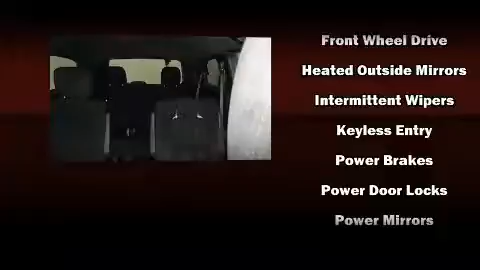 Front Wheel Drive
Heated Outside Mirrors
Intermittent Wipers
Keyless Entry
Power Brakes
Power Door Locks
Power Mirrors